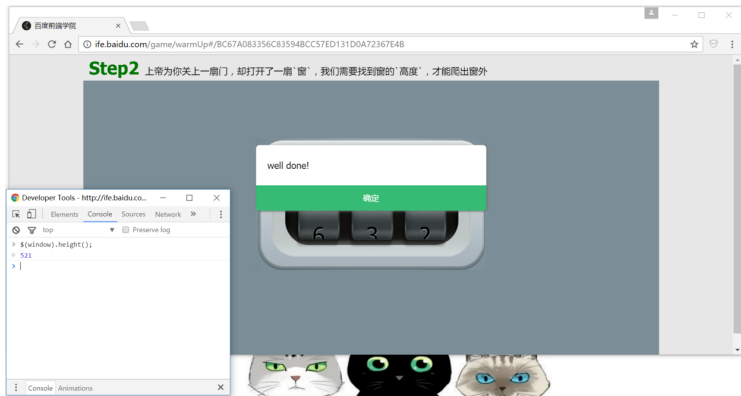 百度前端学院
ife.baidu.com/game/warmUp#/BC67A083356C83594BCC57ED131D0A72367E4B
Step2 上帝为你关上一扇门，却打开了一扇`窗`，我们需要找到窗的`高度`，才能爬出窗外
well done!
确定
6 3 2
Developer Tools - http://ife.baidu.co...
Elements Console Sources Network »
top Preserve log
> $(window).height();
< 521
>
Console Animations